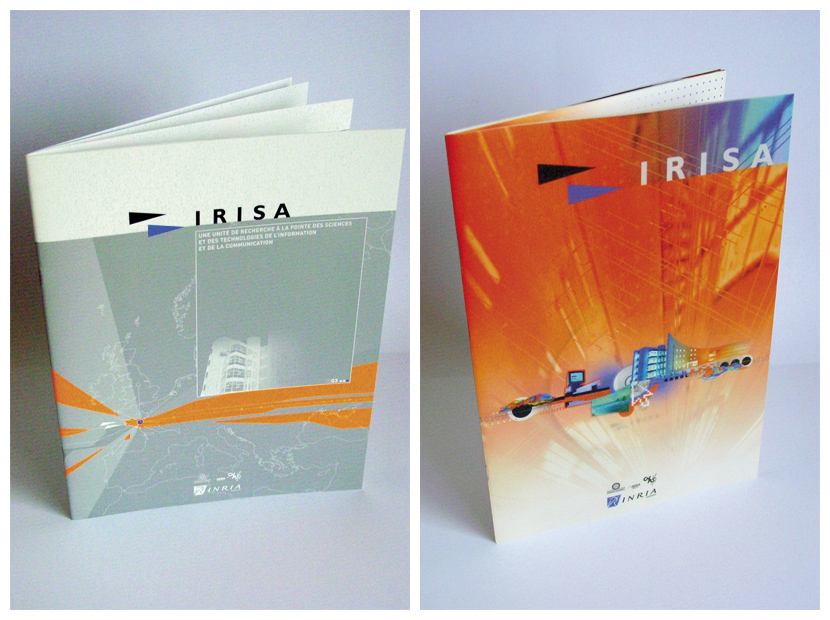 IRISA
UNE UNITÉ DE RECHERCHE À LA POINTE DES SCIENCES
ET DES TECHNOLOGIES DE L'INFORMATION
ET DE LA COMMUNICATION
INRIA
IRISA
INRIA